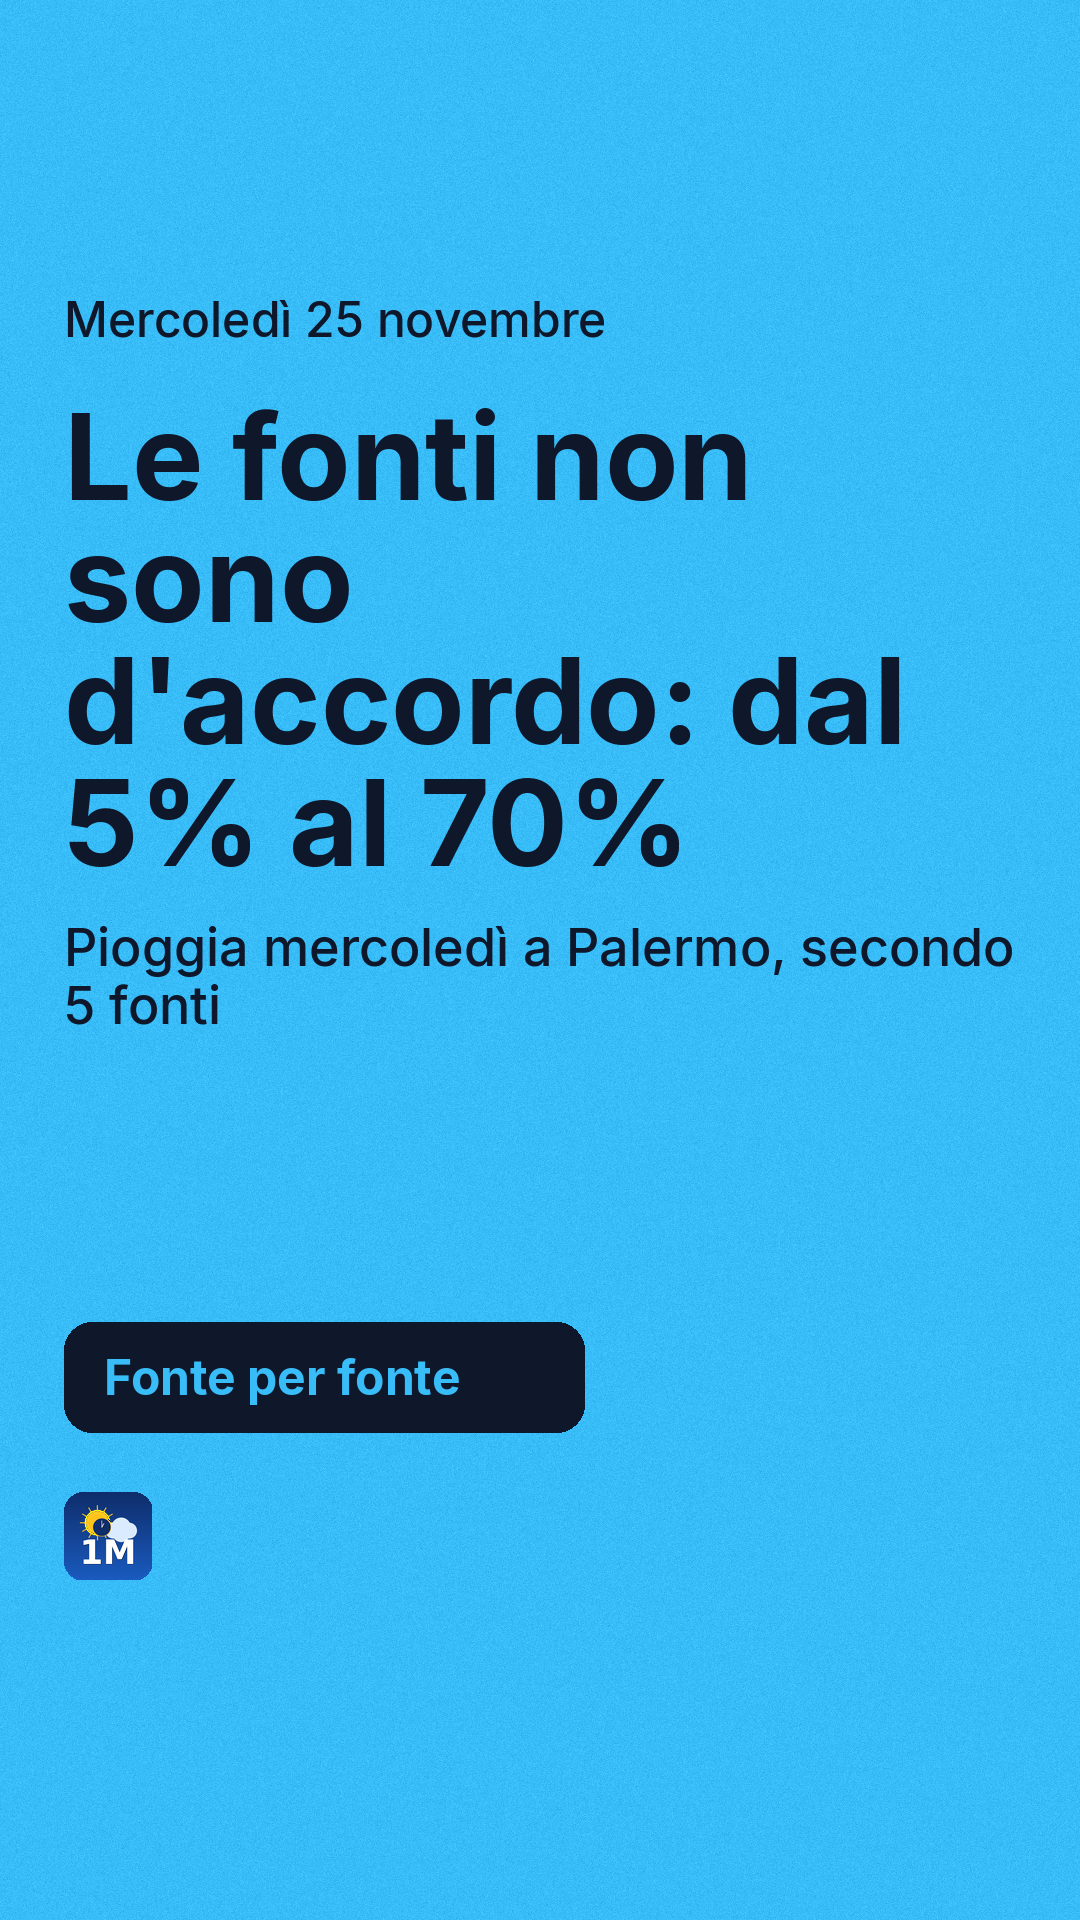 Mercoledì 25 novembre
Le fonti non
sono
d'accordo: dal
5% al 70%
Pioggia mercoledì a Palermo, secondo
5 fonti
Fonte per fonte
1M